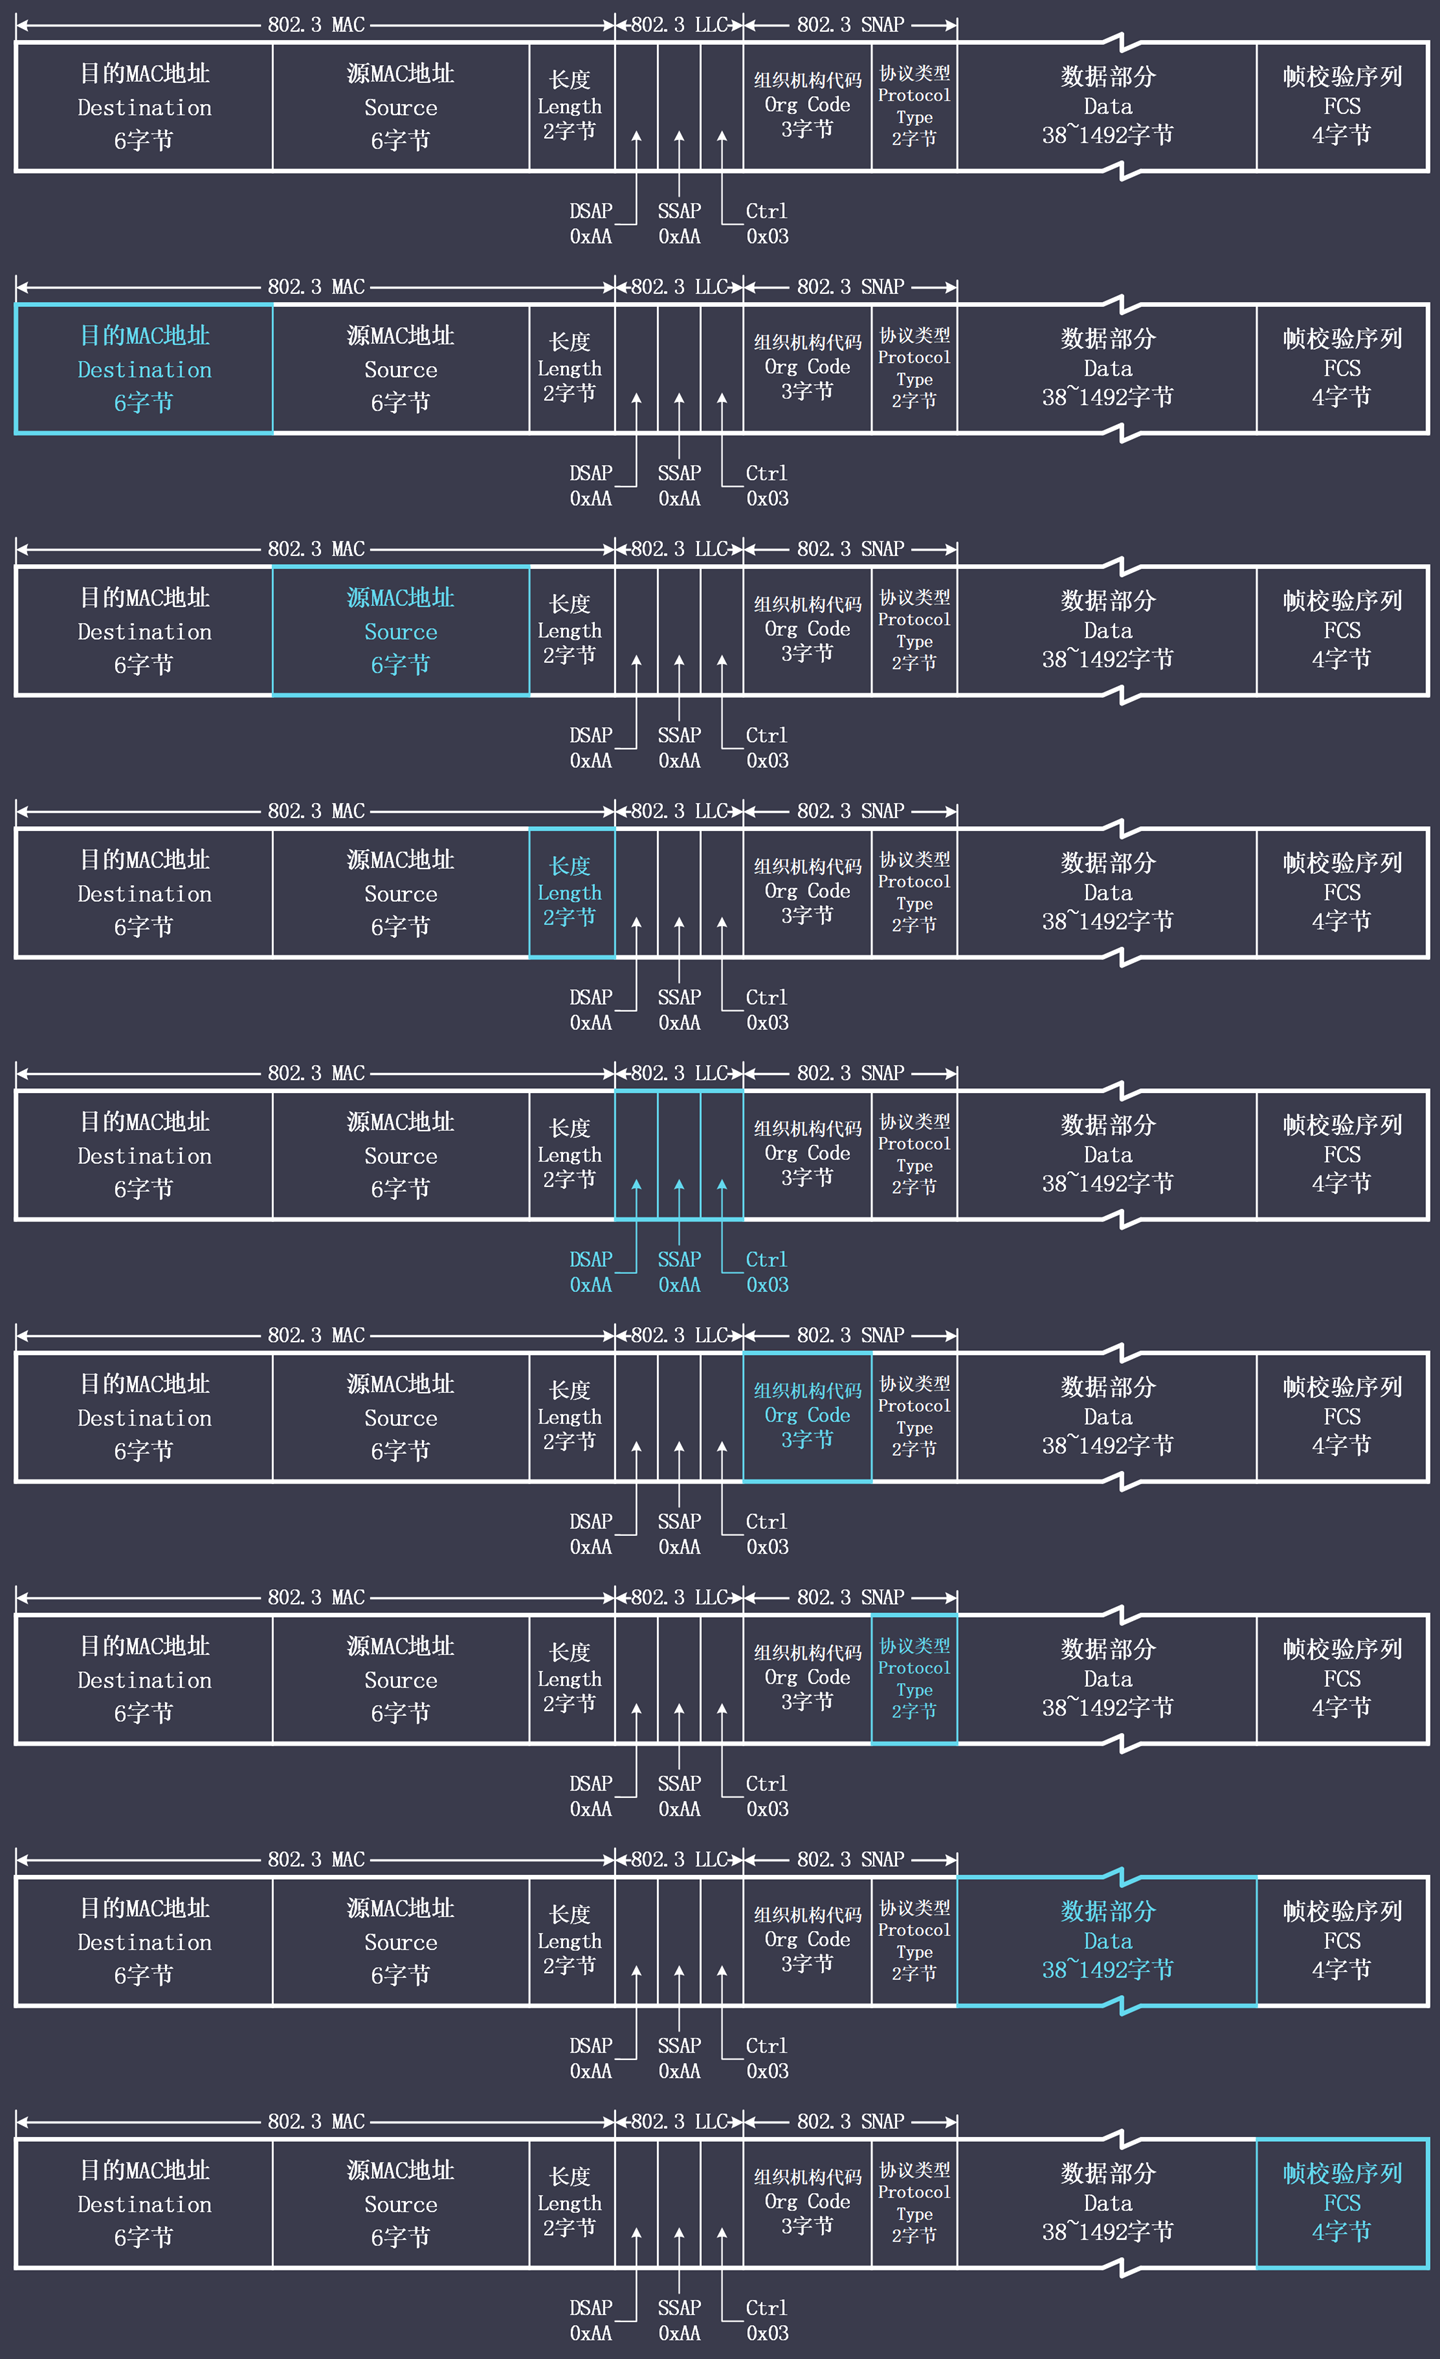 802.3 MAC 802.3 LLC 802.3 SNAP
目的MAC地址 源MAC地址 长度 组织机构代码 协议类型 数据部分 帧校验序列
Destination Source Length Org Code Protocol Data FCS
6字节 6字节 2字节 3字节 Type 38~1492字节 4字节
2字节
DSAP SSAP Ctrl
0xAA 0xAA 0x03
802.3 MAC 802.3 LLC 802.3 SNAP
目的MAC地址 源MAC地址 长度 组织机构代码 协议类型 数据部分 帧校验序列
Destination Source Length Org Code Protocol Data FCS
6字节 6字节 2字节 3字节 Type 38~1492字节 4字节
2字节
DSAP SSAP Ctrl
0xAA 0xAA 0x03
802.3 MAC 802.3 LLC 802.3 SNAP
目的MAC地址 源MAC地址 长度 组织机构代码 协议类型 数据部分 帧校验序列
Destination Source Length Org Code Protocol Data FCS
6字节 6字节 2字节 3字节 Type 38~1492字节 4字节
2字节
DSAP SSAP Ctrl
0xAA 0xAA 0x03
802.3 MAC 802.3 LLC 802.3 SNAP
目的MAC地址 源MAC地址 长度 组织机构代码 协议类型 数据部分 帧校验序列
Destination Source Length Org Code Protocol Data FCS
6字节 6字节 2字节 3字节 Type 38~1492字节 4字节
2字节
DSAP SSAP Ctrl
0xAA 0xAA 0x03
802.3 MAC 802.3 LLC 802.3 SNAP
目的MAC地址 源MAC地址 长度 组织机构代码 协议类型 数据部分 帧校验序列
Destination Source Length Org Code Protocol Data FCS
6字节 6字节 2字节 3字节 Type 38~1492字节 4字节
2字节
DSAP SSAP Ctrl
0xAA 0xAA 0x03
802.3 MAC 802.3 LLC 802.3 SNAP
目的MAC地址 源MAC地址 长度 组织机构代码 协议类型 数据部分 帧校验序列
Destination Source Length Org Code Protocol Data FCS
6字节 6字节 2字节 3字节 Type 38~1492字节 4字节
2字节
DSAP SSAP Ctrl
0xAA 0xAA 0x03
802.3 MAC 802.3 LLC 802.3 SNAP
目的MAC地址 源MAC地址 长度 组织机构代码 协议类型 数据部分 帧校验序列
Destination Source Length Org Code Protocol Data FCS
6字节 6字节 2字节 3字节 Type 38~1492字节 4字节
2字节
DSAP SSAP Ctrl
0xAA 0xAA 0x03
802.3 MAC 802.3 LLC 802.3 SNAP
目的MAC地址 源MAC地址 长度 组织机构代码 协议类型 数据部分 帧校验序列
Destination Source Length Org Code Protocol Data FCS
6字节 6字节 2字节 3字节 Type 38~1492字节 4字节
2字节
DSAP SSAP Ctrl
0xAA 0xAA 0x03
802.3 MAC 802.3 LLC 802.3 SNAP
目的MAC地址 源MAC地址 长度 组织机构代码 协议类型 数据部分 帧校验序列
Destination Source Length Org Code Protocol Data FCS
6字节 6字节 2字节 3字节 Type 38~1492字节 4字节
2字节
DSAP SSAP Ctrl
0xAA 0xAA 0x03